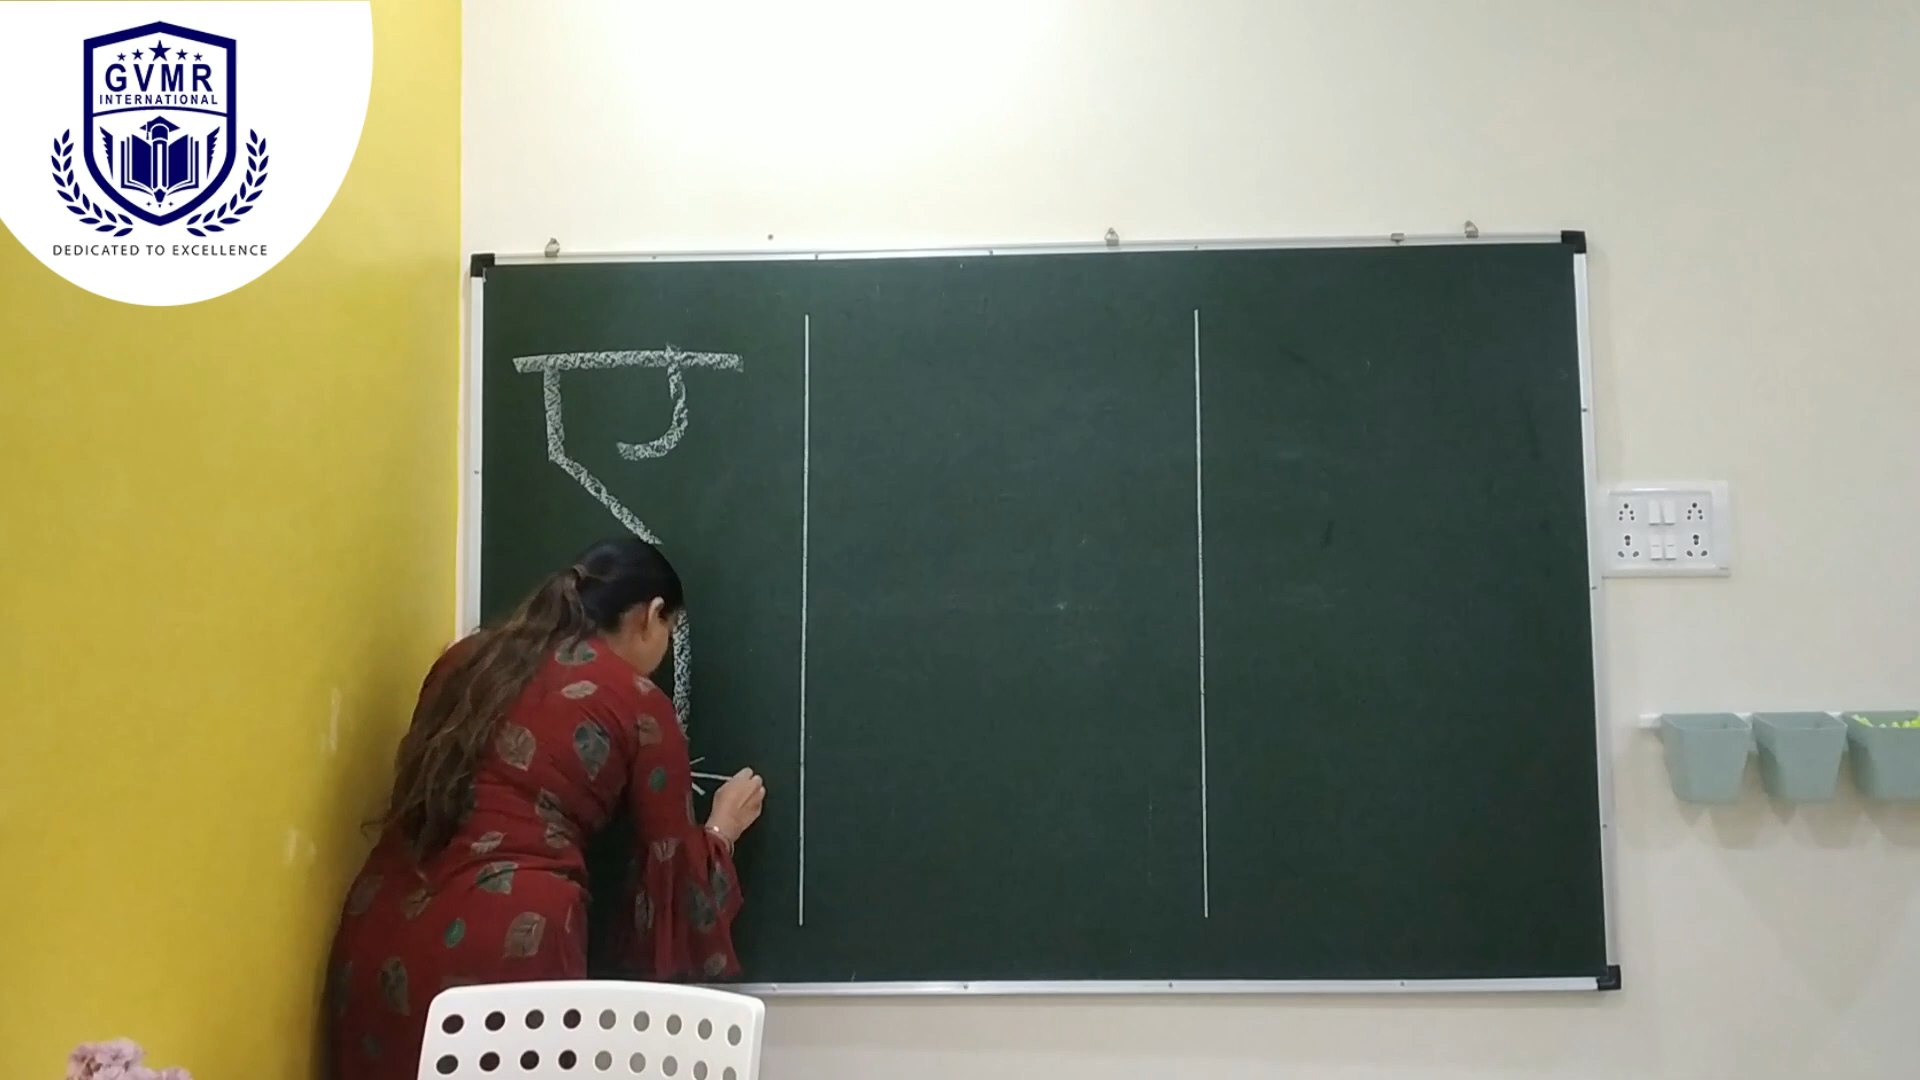 GVMR
INTERNATIONAL
DEDICATED TO EXCELLENCE
ए